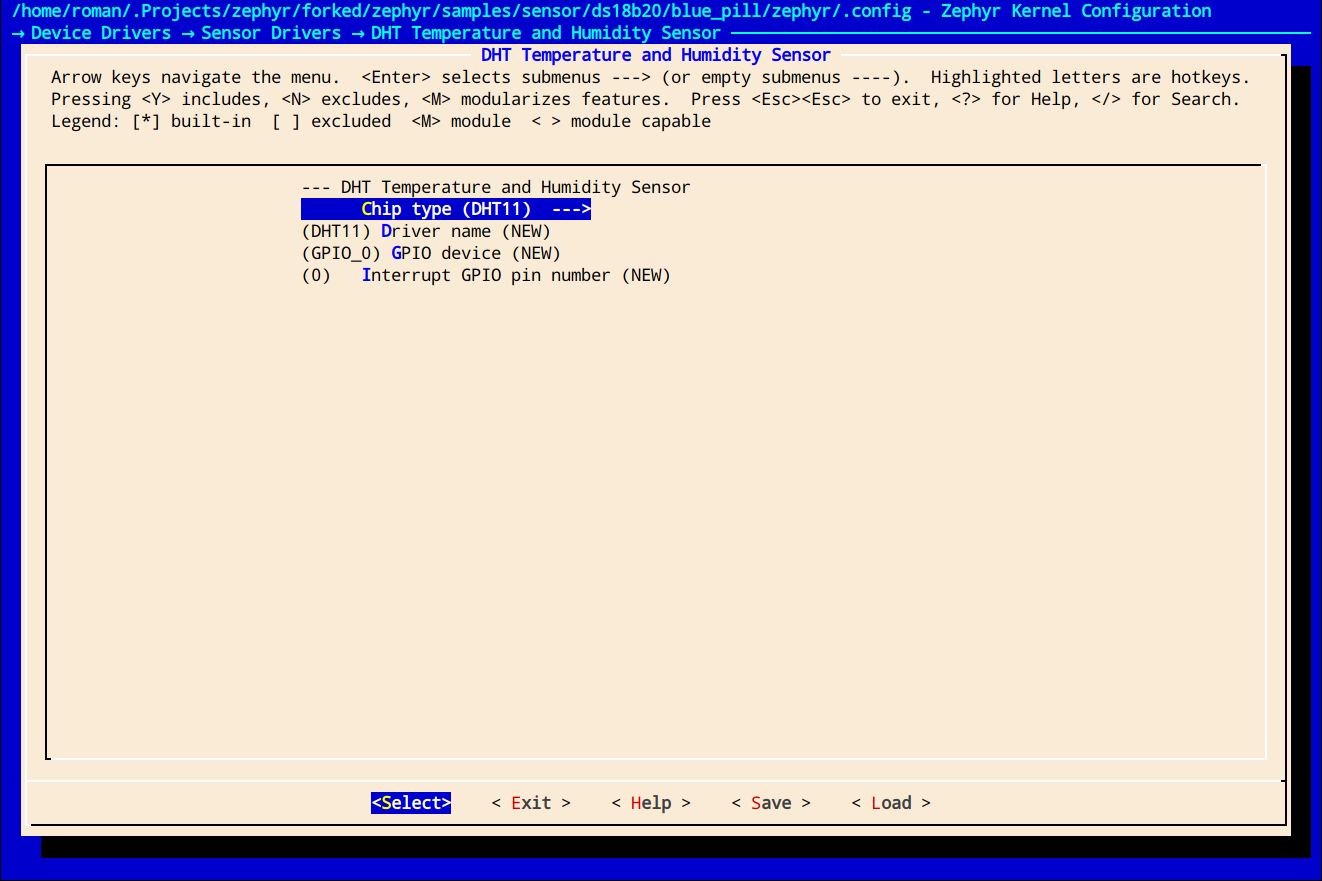 /home/roman/.Projects/zephyr/forked/zephyr/samples/sensor/ds18b20/blue_pill/zephyr/.config - Zephyr Kernel Configuration
→ Device Drivers → Sensor Drivers → DHT Temperature and Humidity Sensor
DHT Temperature and Humidity Sensor
Arrow keys navigate the menu.  <Enter> selects submenus ---> (or empty submenus ----).  Highlighted letters are hotkeys.
Pressing <Y> includes, <N> excludes, <M> modularizes features.  Press <Esc><Esc> to exit, <?> for Help, </> for Search.
Legend: [*] built-in  [ ] excluded  <M> module  < > module capable
--- DHT Temperature and Humidity Sensor
Chip type (DHT11)  --->
(DHT11) Driver name (NEW)
(GPIO_0) GPIO device (NEW)
(0)   Interrupt GPIO pin number (NEW)
<Select>    < Exit >    < Help >    < Save >    < Load >